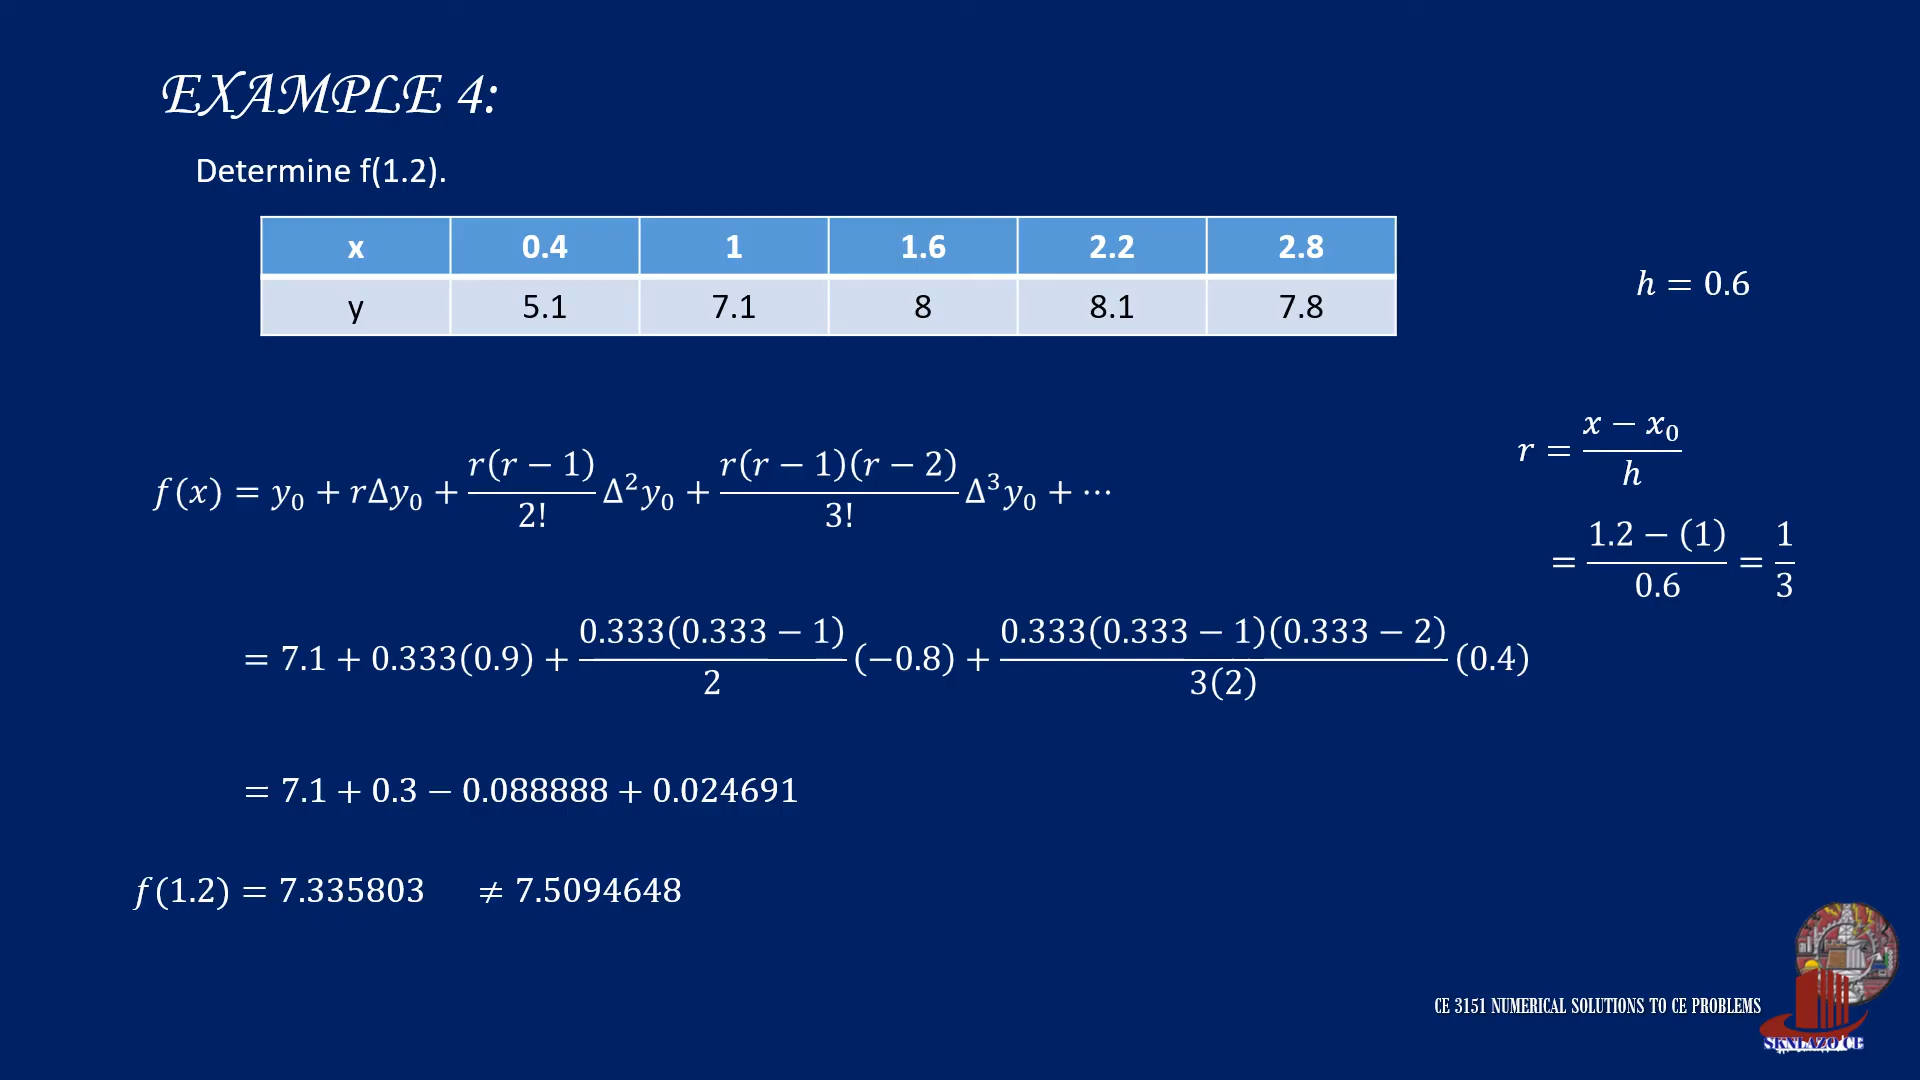 EXAMPLE 4:
Determine f(1.2).
x 0.4 1 1.6 2.2 2.8
y 5.1 7.1 8 8.1 7.8
h = 0.6
r = (x − x₀)/h
= (1.2 − (1))/0.6 = 1/3
f(x) = y₀ + rΔy₀ + r(r − 1)/2! Δ²y₀ + r(r − 1)(r − 2)/3! Δ³y₀ + ⋯
= 7.1 + 0.333(0.9) + 0.333(0.333 − 1)/2 (−0.8) + 0.333(0.333 − 1)(0.333 − 2)/3(2) (0.4)
= 7.1 + 0.3 − 0.088888 + 0.024691
f(1.2) = 7.335803 ≠ 7.5094648
CE 3151 NUMERICAL SOLUTIONS TO CE PROBLEMS
SKNLAZO CE